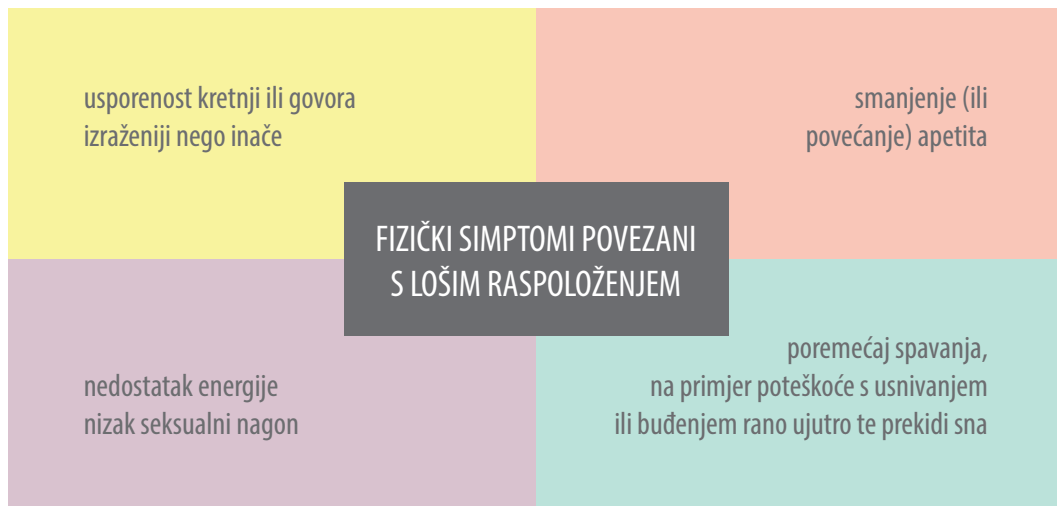 usporenost kretnji ili govora
izraženiji nego inače
smanjenje (ili
povećanje) apetita
FIZIČKI SIMPTOMI POVEZANI
S LOŠIM RASPOLOŽENJEM
nedostatak energije
nizak seksualni nagon
poremećaj spavanja,
na primjer poteškoće s usnivanjem
ili buđenjem rano ujutro te prekidi sna